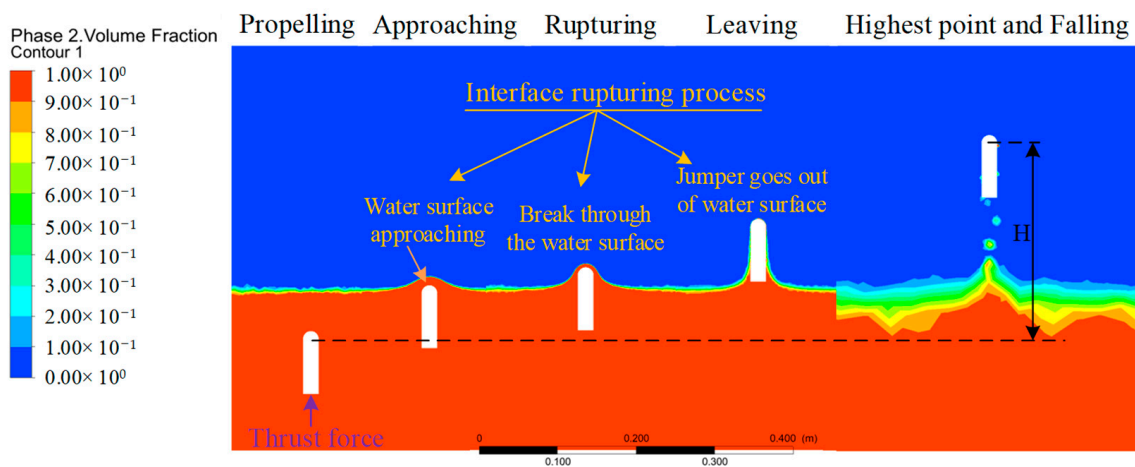 Propelling Approaching Rupturing Leaving Highest point and Falling
Phase 2.Volume Fraction
Contour 1
1.00× 10⁰
9.00× 10⁻¹
8.00× 10⁻¹
7.00× 10⁻¹
6.00× 10⁻¹
5.00× 10⁻¹
4.00× 10⁻¹
3.00× 10⁻¹
2.00× 10⁻¹
1.00× 10⁻¹
0.00× 10⁰
Interface rupturing process
Water surface
approaching
Break through
the water surface
Jumper goes out
of water surface
H
Thrust force
0 0.200 0.400 (m)
0.100 0.300